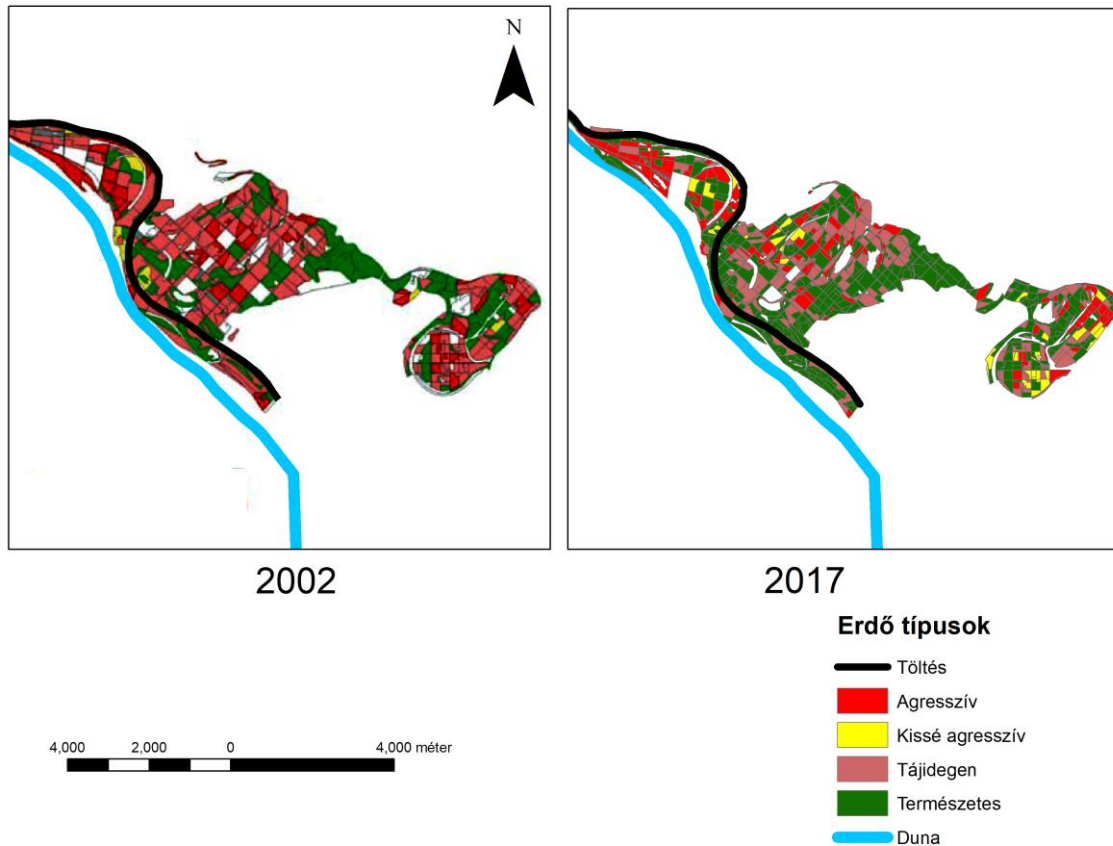 N
2002
2017
Erdő típusok
Töltés
Agresszív
Kissé agresszív
Tájidegen
Természetes
Duna
4,000 2,000 0 4,000 méter